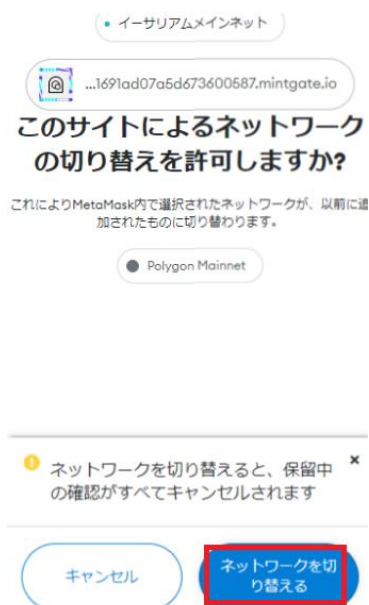 イーサリアムメインネット
...1691ad07a5d673600587.mintgate.io
このサイトによるネットワーク
の切り替えを許可しますか?
これによりMetaMask内で選択されたネットワークが、以前に追
加されたものに切り替わります。
Polygon Mainnet
ネットワークを切り替えると、保留中
の確認がすべてキャンセルされます
キャンセル
ネットワークを切
り替える